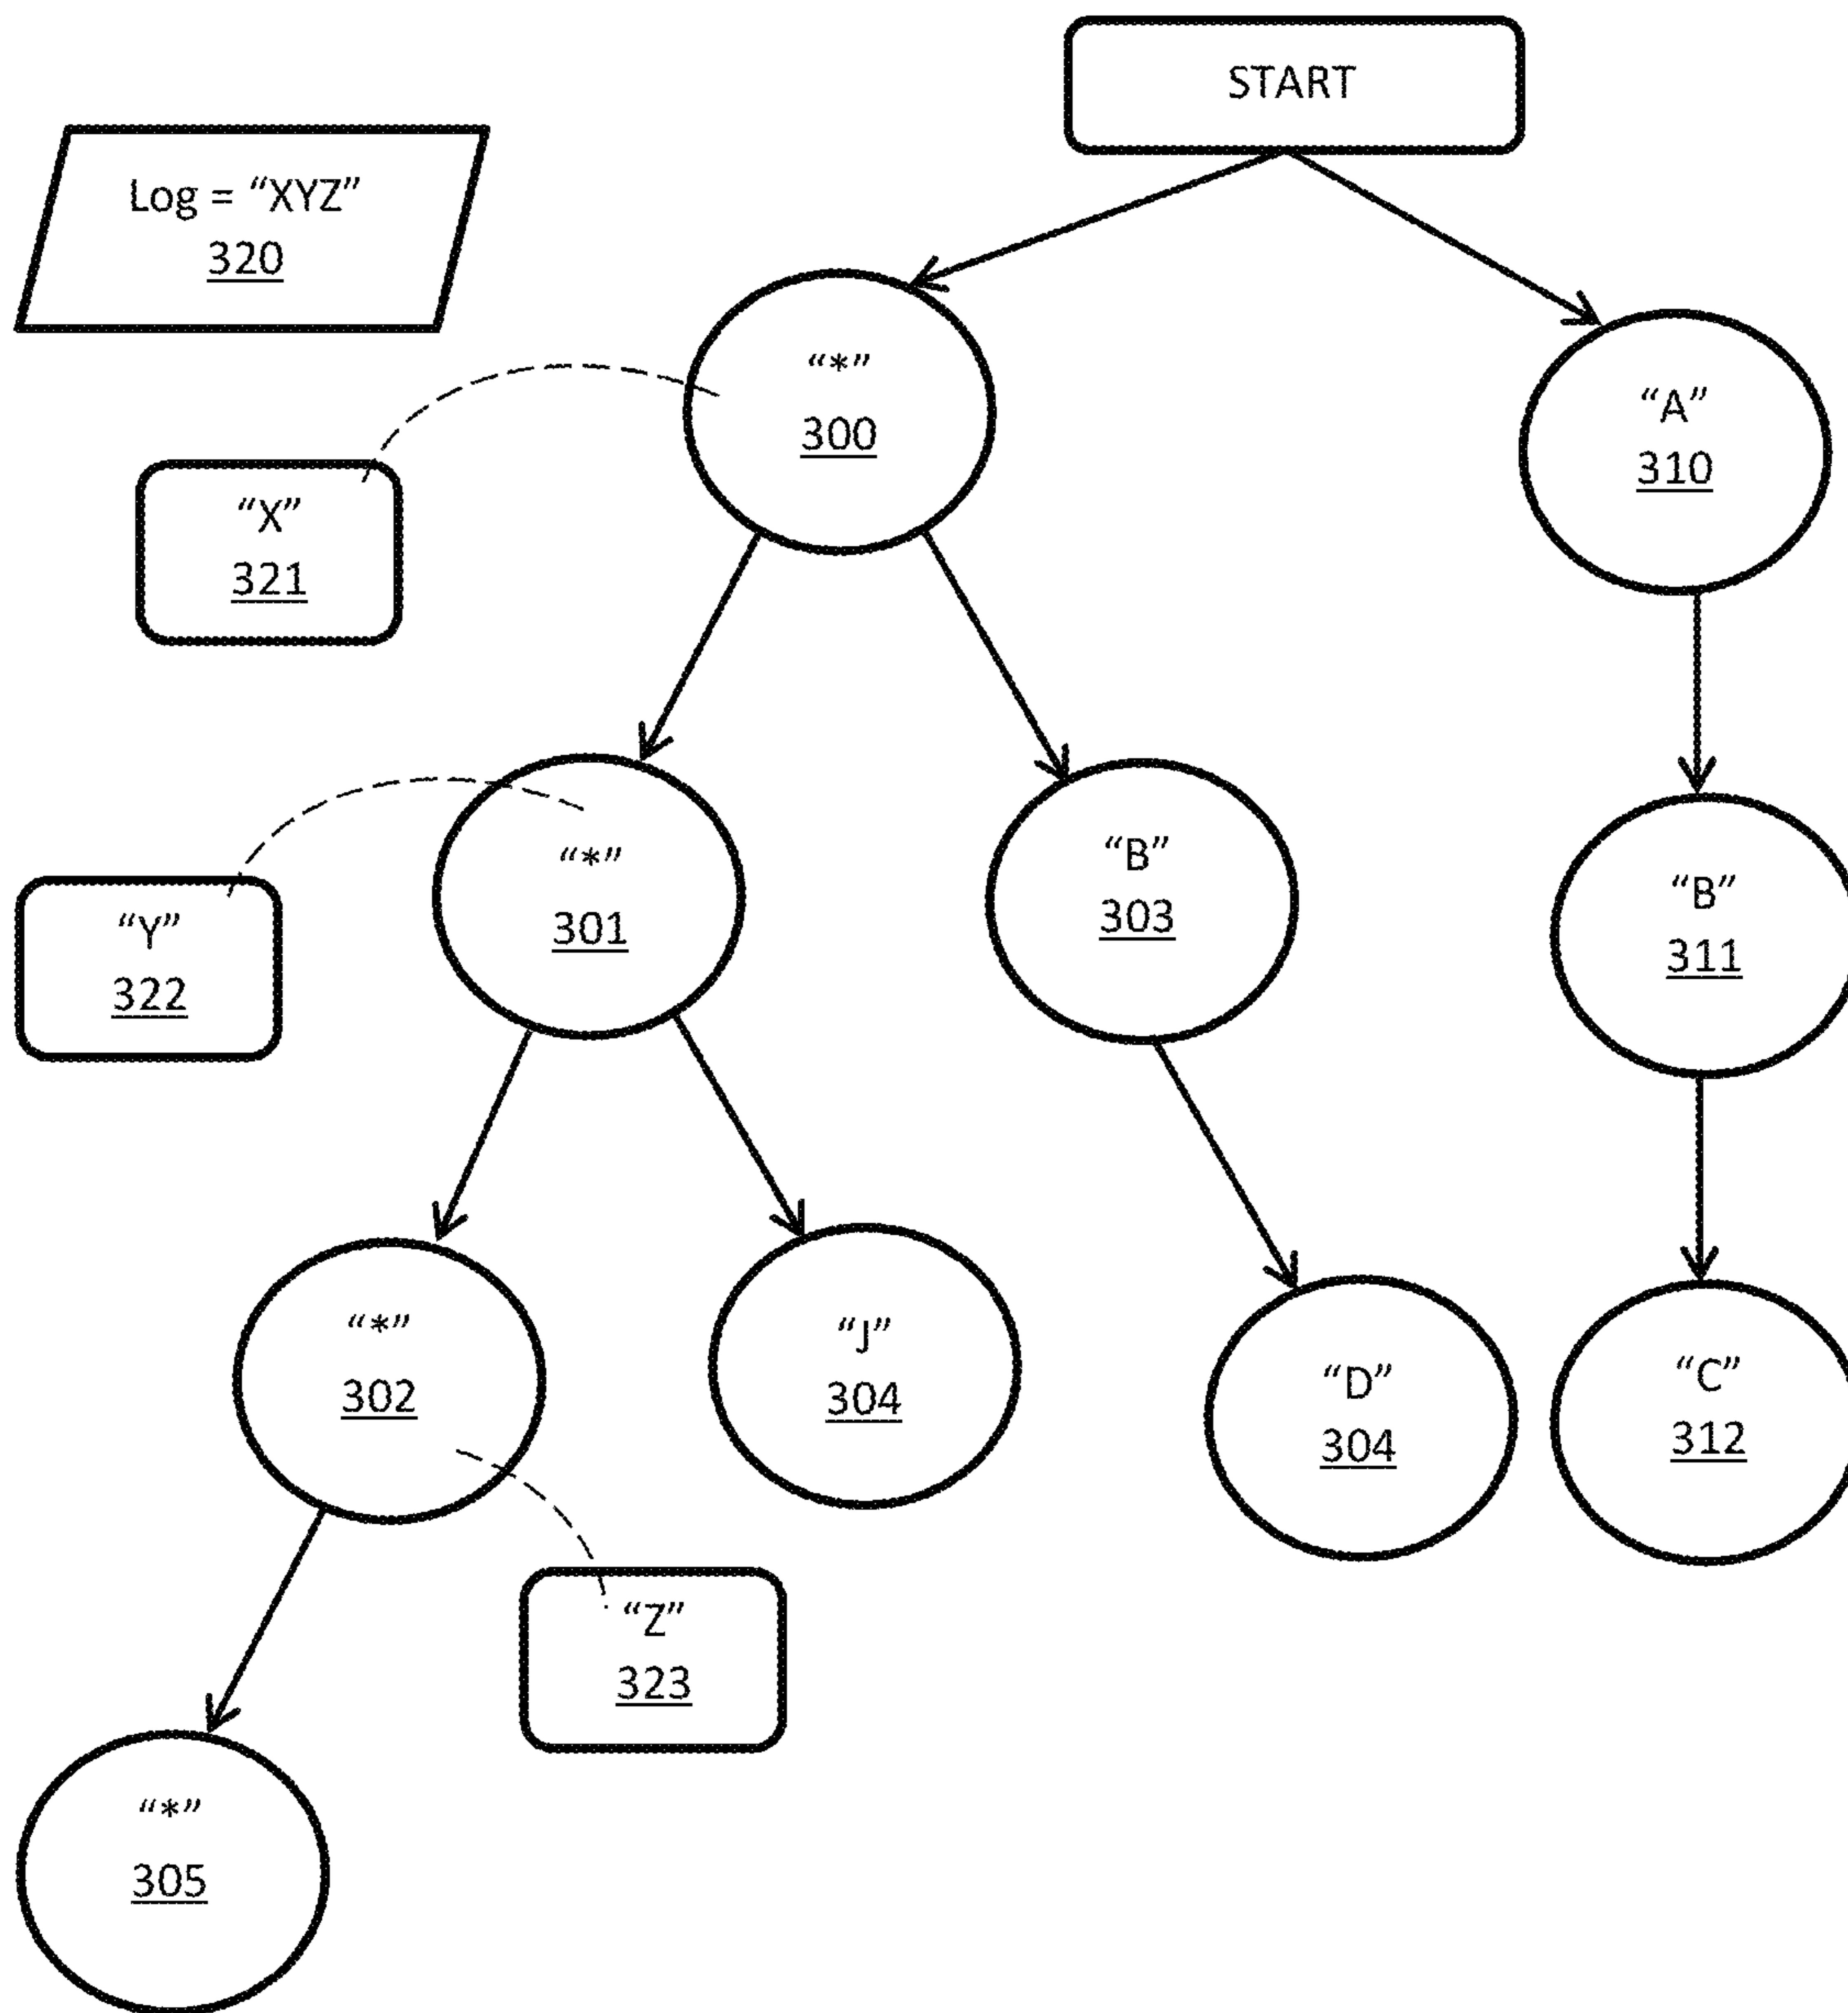 START
Log = “XYZ”
320
“*”
300
“A”
310
“X”
321
“*”
301
“B”
303
“B”
311
“Y”
322
“*”
302
“J”
304
“D”
304
“C”
312
“Z”
323
“*”
305